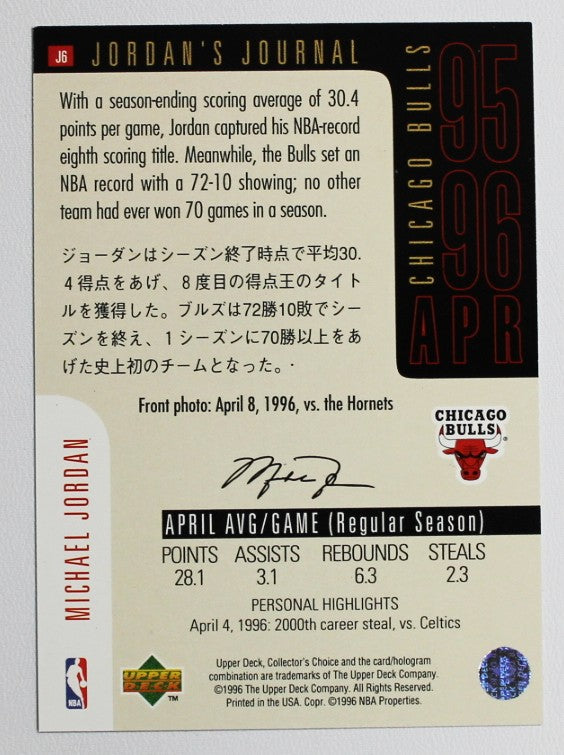 J6 JORDAN'S JOURNAL
With a season-ending scoring average of 30.4
points per game, Jordan captured his NBA-record
eighth scoring title. Meanwhile, the Bulls set an
NBA record with a 72-10 showing; no other
team had ever won 70 games in a season.
ジョーダンはシーズン終了時点で平均30.
4得点をあげ、8度目の得点王のタイト
ルを獲得した。ブルズは72勝10敗でシー
ズンを終え、1シーズンに70勝以上をあ
げた史上初のチームとなった。
CHICAGO BULLS
95
96
APR
Front photo: April 8, 1996, vs. the Hornets
CHICAGO
BULLS
MICHAEL JORDAN
APRIL AVG/GAME (Regular Season)
POINTS ASSISTS REBOUNDS STEALS
28.1 3.1 6.3 2.3
PERSONAL HIGHLIGHTS
April 4, 1996: 2000th career steal, vs. Celtics
Upper Deck, Collector's Choice and the card/hologram
combination are trademarks of The Upper Deck Company.
©1996 The Upper Deck Company. All Rights Reserved.
Printed in the USA. Copr. ©1996 NBA Properties.
NBA
UPPER
DECK
TM